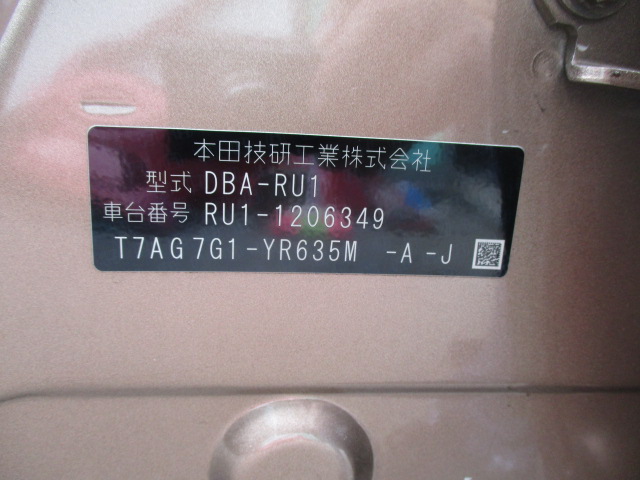 本田技研工業株式会社
型式 DBA-RU1
車台番号 RU1-1206349
T7AG7G1-YR635M -A-J